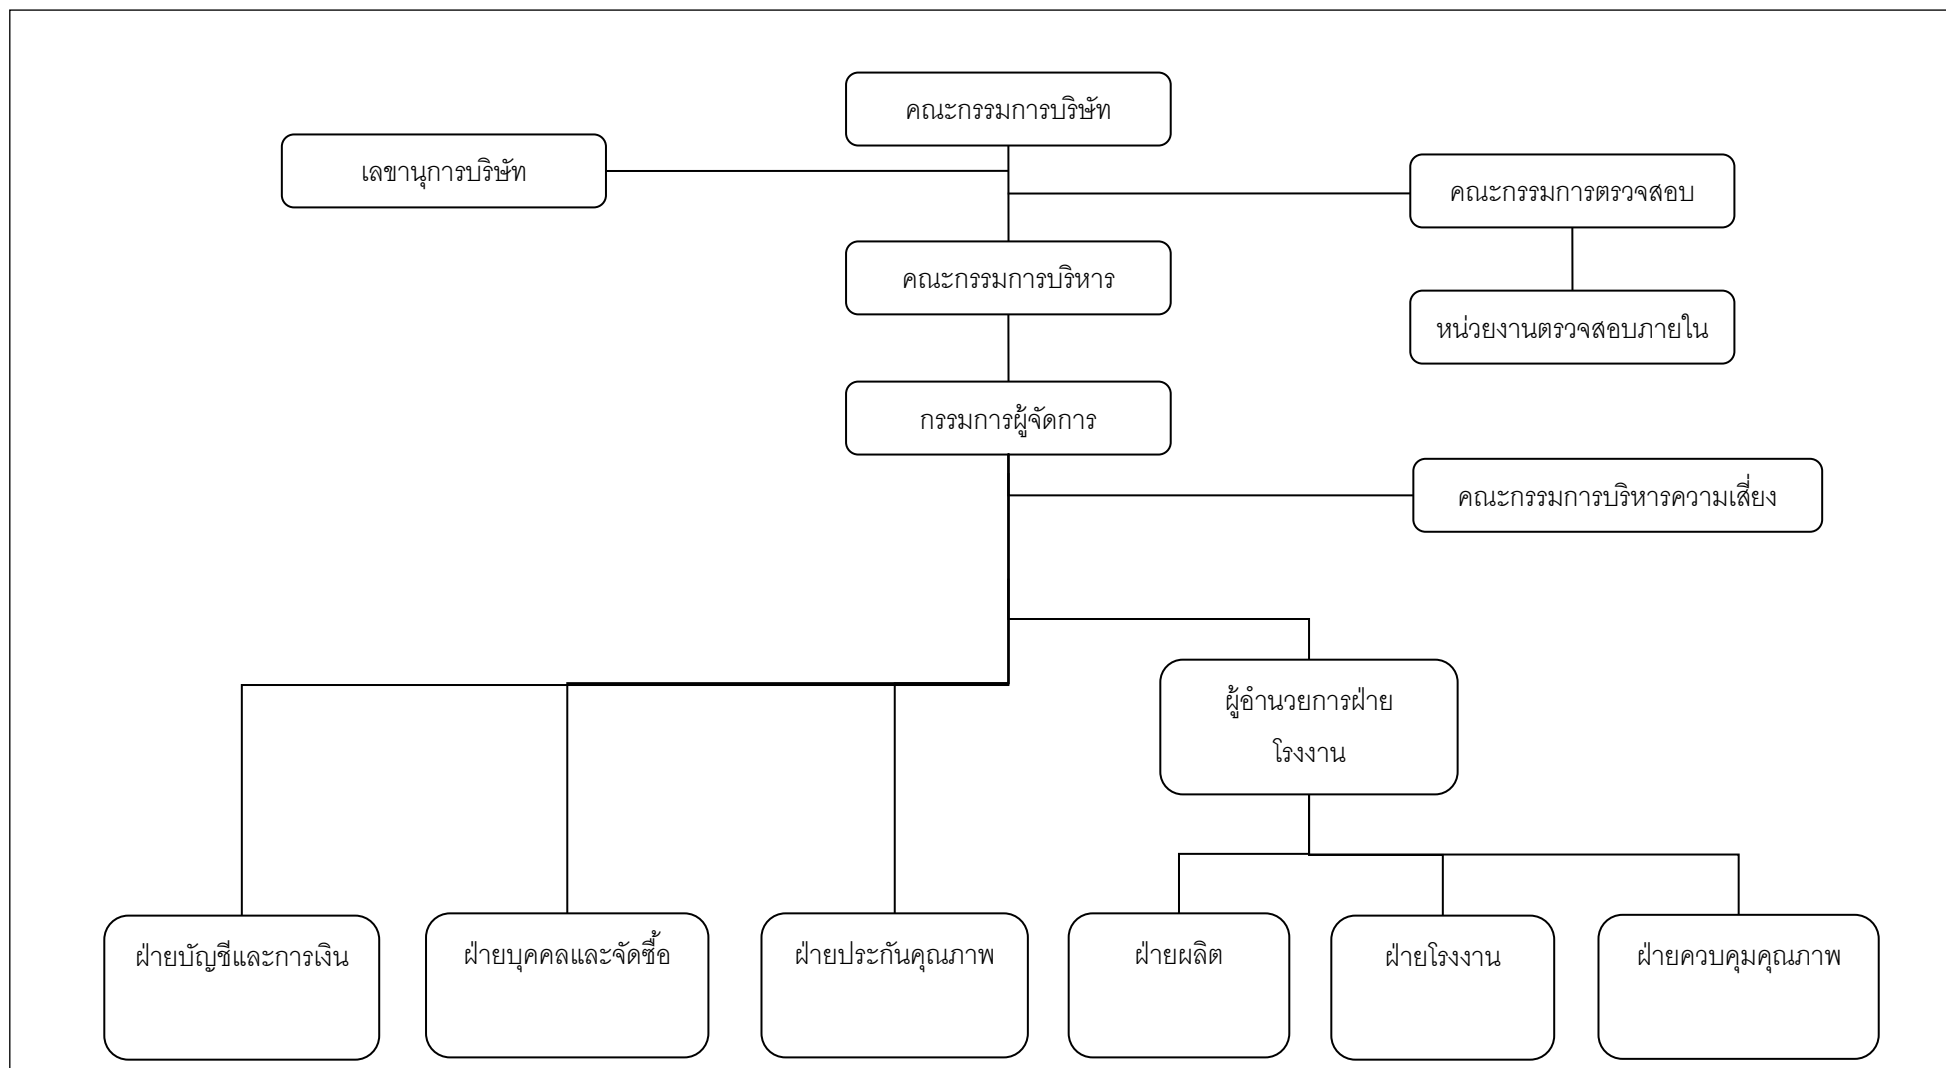 คณะกรรมการบริษัท
เลขานุการบริษัท
คณะกรรมการตรวจสอบ
คณะกรรมการบริหาร
หน่วยงานตรวจสอบภายใน
กรรมการผู้จัดการ
คณะกรรมการบริหารความเสี่ยง
ผู้อำนวยการฝ่าย
โรงงาน
ฝ่ายบัญชีและการเงิน
ฝ่ายบุคคลและจัดซื้อ
ฝ่ายประกันคุณภาพ
ฝ่ายผลิต
ฝ่ายโรงงาน
ฝ่ายควบคุมคุณภาพ